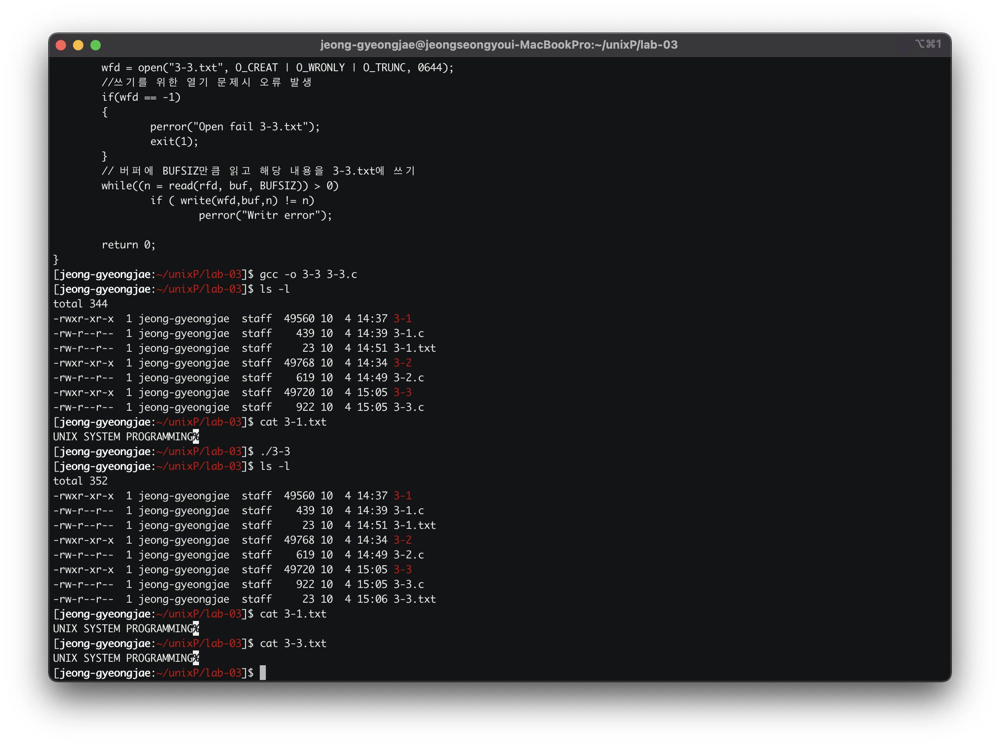 jeong-gyeongjae@jeongseongyoui-MacBookPro:~/unixP/lab-03
⌥⌘1
wfd = open("3-3.txt", O_CREAT | O_WRONLY | O_TRUNC, 0644);
//쓰기를 위한 열기 문제시 오류 발생
if(wfd == -1)
{
perror("Open fail 3-3.txt");
exit(1);
}
// 버퍼에 BUFSIZ만큼 읽고 해당 내용을 3-3.txt에 쓰기
while((n = read(rfd, buf, BUFSIZ)) > 0)
if ( write(wfd,buf,n) != n)
perror("Writr error");
return 0;
}
[jeong-gyeongjae:~/unixP/lab-03]$ gcc -o 3-3 3-3.c
[jeong-gyeongjae:~/unixP/lab-03]$ ls -l
total 344
-rwxr-xr-x  1 jeong-gyeongjae  staff  49560 10  4 14:37 3-1
-rw-r--r--  1 jeong-gyeongjae  staff    439 10  4 14:39 3-1.c
-rw-r--r--  1 jeong-gyeongjae  staff     23 10  4 14:51 3-1.txt
-rwxr-xr-x  1 jeong-gyeongjae  staff  49768 10  4 14:34 3-2
-rw-r--r--  1 jeong-gyeongjae  staff    619 10  4 14:49 3-2.c
-rwxr-xr-x  1 jeong-gyeongjae  staff  49720 10  4 15:05 3-3
-rw-r--r--  1 jeong-gyeongjae  staff    922 10  4 15:05 3-3.c
[jeong-gyeongjae:~/unixP/lab-03]$ cat 3-1.txt
UNIX SYSTEM PROGRAMMING%
[jeong-gyeongjae:~/unixP/lab-03]$ ./3-3
[jeong-gyeongjae:~/unixP/lab-03]$ ls -l
total 352
-rwxr-xr-x  1 jeong-gyeongjae  staff  49560 10  4 14:37 3-1
-rw-r--r--  1 jeong-gyeongjae  staff    439 10  4 14:39 3-1.c
-rw-r--r--  1 jeong-gyeongjae  staff     23 10  4 14:51 3-1.txt
-rwxr-xr-x  1 jeong-gyeongjae  staff  49768 10  4 14:34 3-2
-rw-r--r--  1 jeong-gyeongjae  staff    619 10  4 14:49 3-2.c
-rwxr-xr-x  1 jeong-gyeongjae  staff  49720 10  4 15:05 3-3
-rw-r--r--  1 jeong-gyeongjae  staff    922 10  4 15:05 3-3.c
-rw-r--r--  1 jeong-gyeongjae  staff     23 10  4 15:06 3-3.txt
[jeong-gyeongjae:~/unixP/lab-03]$ cat 3-1.txt
UNIX SYSTEM PROGRAMMING%
[jeong-gyeongjae:~/unixP/lab-03]$ cat 3-3.txt
UNIX SYSTEM PROGRAMMING%
[jeong-gyeongjae:~/unixP/lab-03]$